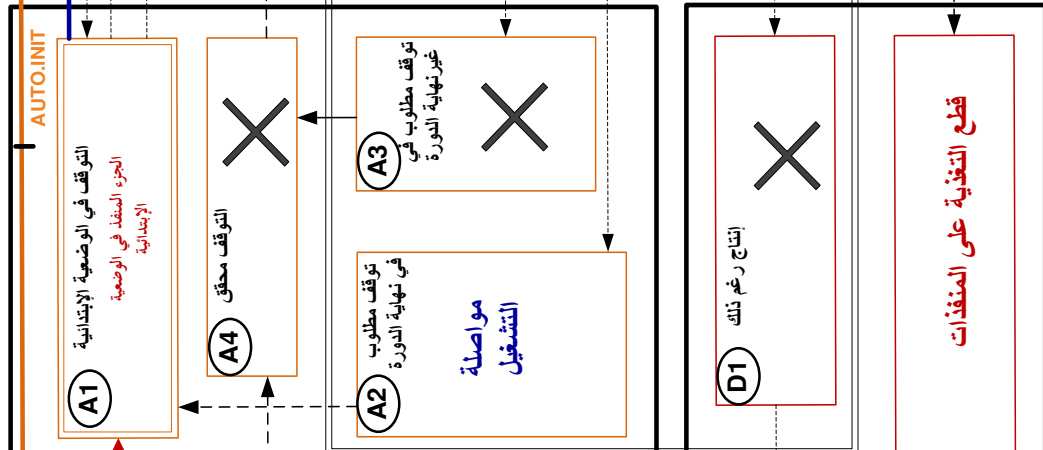 AUTO.INIT
A1
التوقف في الوضعية الإبتدائية
الجزء المنفذ في الوضعية
الإبتدائية
A4
التوقف محقق
A3
توقف مطلوب في
غير نهاية الدورة
A2
توقف مطلوب
في نهاية الدورة
مواصلة
التشغيل
D1
إنتاج رغم ذلك
قطع التغذية على المنفذات